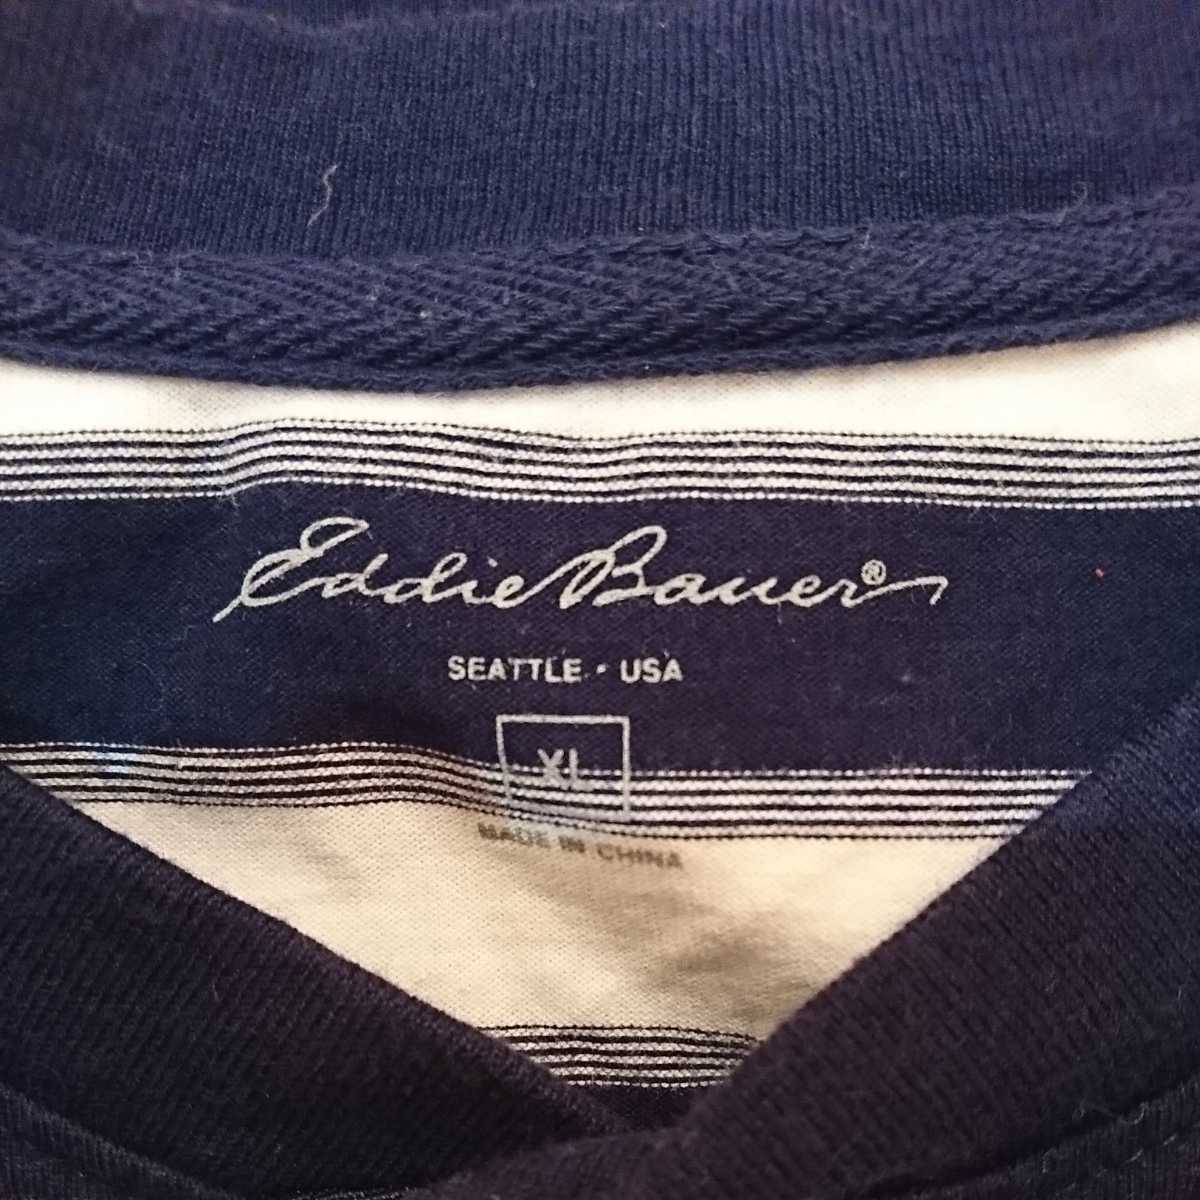 Eddie Bauer®
SEATTLE · USA
XL
MADE IN CHINA